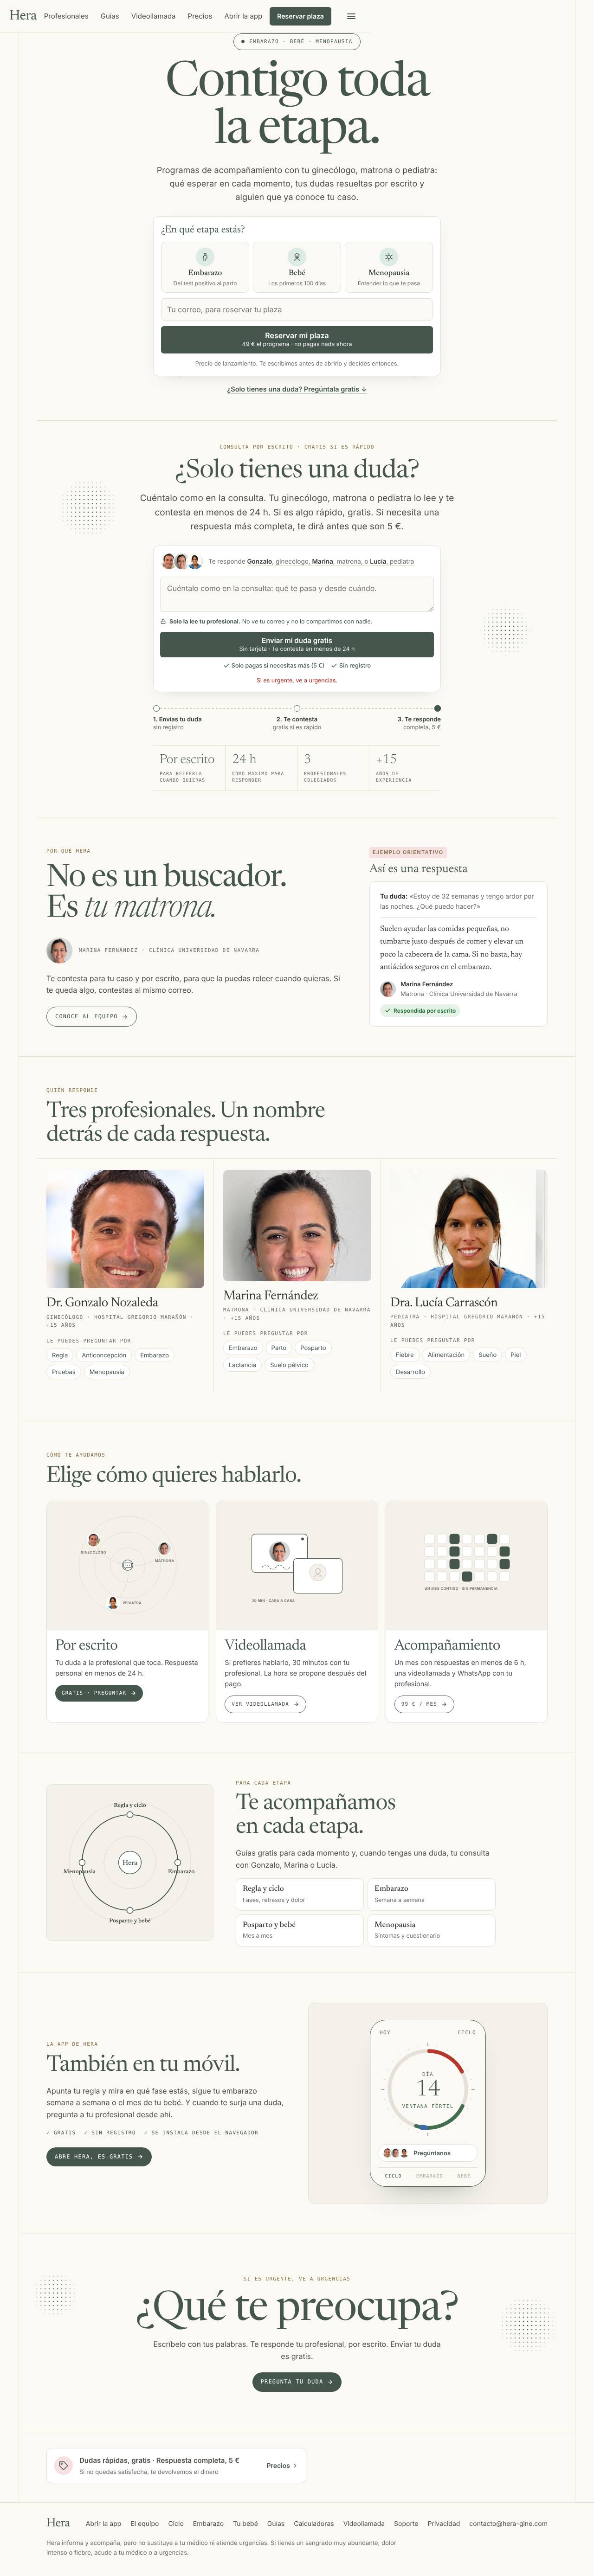 Hera Profesionales Guías Videollamada Precios Abrir la app Reservar plaza
EMBARAZO · BEBÉ · MENOPAUSIA
Contigo toda
la etapa.
Programas de acompañamiento con tu ginecólogo, matrona o pediatra:
qué esperar en cada momento, tus dudas resueltas por escrito y
alguien que ya conoce tu caso.
¿En qué etapa estás?
Embarazo
Del test positivo al parto
Bebé
Los primeros 100 días
Menopausia
Entender lo que te pasa
Tu correo, para reservar tu plaza
Reservar mi plaza
49 € el programa · no pagas nada ahora
Precio de lanzamiento. Te escribimos antes de abrirlo y decides entonces.
¿Solo tienes una duda? Pregúntala gratis ↓
CONSULTA POR ESCRITO · GRATIS SI ES RÁPIDO
¿Solo tienes una duda?
Cuéntalo como en la consulta. Tu ginecólogo, matrona o pediatra lo lee y te
contesta en menos de 24 h. Si es algo rápido, gratis. Si necesita una
respuesta más completa, te dirá antes que son 5 €.
Te responde Gonzalo, ginecólogo, Marina, matrona, o Lucía, pediatra
Cuéntalo como en la consulta: qué te pasa y desde cuándo.
Solo la lee tu profesional. No ve tu correo y no lo compartimos con nadie.
Enviar mi duda gratis
Sin tarjeta · Te contesta en menos de 24 h
✓ Solo pagas si necesitas más (5 €) ✓ Sin registro
Si es urgente, ve a urgencias.
1. Envías tu duda
sin registro
2. Te contesta
gratis si es rápido
3. Te responde
completa, 5 €
Por escrito
PARA RELEERLA
CUANDO QUIERAS
24 h
COMO MÁXIMO PARA
RESPONDER
3
PROFESIONALES
COLEGIADOS
+15
AÑOS DE
EXPERIENCIA
POR QUÉ HERA
No es un buscador.
Es tu matrona.
MARINA FERNÁNDEZ · CLÍNICA UNIVERSIDAD DE NAVARRA
Te contesta para tu caso y por escrito, para que la puedas releer cuando quieras. Si
te queda algo, contestas al mismo correo.
CONOCE AL EQUIPO →
EJEMPLO ORIENTATIVO
Así es una respuesta
Tu duda: «Estoy de 32 semanas y tengo ardor por
las noches. ¿Qué puedo hacer?»
Suelen ayudar las comidas pequeñas, no
tumbarte justo después de comer y elevar un
poco la cabecera de la cama. Si no basta, hay
antiácidos seguros en el embarazo.
Marina Fernández
Matrona · Clínica Universidad de Navarra
✓ Respondida por escrito
QUIÉN RESPONDE
Tres profesionales. Un nombre
detrás de cada respuesta.
Dr. Gonzalo Nozaleda
GINECÓLOGO · HOSPITAL GREGORIO MARAÑÓN ·
+15 AÑOS
LE PUEDES PREGUNTAR POR
Regla Anticoncepción Embarazo
Pruebas Menopausia
Marina Fernández
MATRONA · CLÍNICA UNIVERSIDAD DE NAVARRA
· +15 AÑOS
LE PUEDES PREGUNTAR POR
Embarazo Parto Posparto
Lactancia Suelo pélvico
Dra. Lucía Carrascón
PEDIATRA · HOSPITAL GREGORIO MARAÑÓN · +15
AÑOS
LE PUEDES PREGUNTAR POR
Fiebre Alimentación Sueño Piel
Desarrollo
CÓMO TE AYUDAMOS
Elige cómo quieres hablarlo.
GINECÓLOGO
MATRONA
PEDIATRA
Por escrito
Tu duda a la profesional que toca. Respuesta
personal en menos de 24 h.
GRATIS · PREGUNTAR →
30 MIN · CARA A CARA
Videollamada
Si prefieres hablarlo, 30 minutos con tu
profesional. La hora se propone después del
pago.
VER VIDEOLLAMADA →
UN MES CONTIGO · SIN PERMANENCIA
Acompañamiento
Un mes con respuestas en menos de 6 h,
una videollamada y WhatsApp con tu
profesional.
99 € / MES →
Regla y ciclo
Menopausia
Hera
Embarazo
Posparto y bebé
PARA CADA ETAPA
Te acompañamos
en cada etapa.
Guías gratis para cada momento y, cuando tengas una duda, tu consulta
con Gonzalo, Marina o Lucía.
Regla y ciclo
Fases, retrasos y dolor
Embarazo
Semana a semana
Posparto y bebé
Mes a mes
Menopausia
Síntomas y cuestionario
LA APP DE HERA
También en tu móvil.
Apunta tu regla y mira en qué fase estás, sigue tu embarazo
semana a semana o el mes de tu bebé. Y cuando te surja una duda,
pregunta a tu profesional desde ahí.
✓ GRATIS ✓ SIN REGISTRO ✓ SE INSTALA DESDE EL NAVEGADOR
ABRE HERA, ES GRATIS →
HOY CICLO
DÍA
14
VENTANA FÉRTIL
Pregúntanos
CICLO EMBARAZO BEBÉ
SI ES URGENTE, VE A URGENCIAS
¿Qué te preocupa?
Escríbelo con tus palabras. Te responde tu profesional, por escrito. Enviar tu duda
es gratis.
PREGUNTA TU DUDA →
Dudas rápidas, gratis · Respuesta completa, 5 €
Si no quedas satisfecha, te devolvemos el dinero
Precios ›
Hera Abrir la app El equipo Ciclo Embarazo Tu bebé Guías Calculadoras Videollamada Soporte Privacidad contacto@hera-gine.com
Hera informa y acompaña, pero no sustituye a tu médico ni atiende urgencias. Si tienes un sangrado muy abundante, dolor
intenso o fiebre, acude a tu médico o a urgencias.